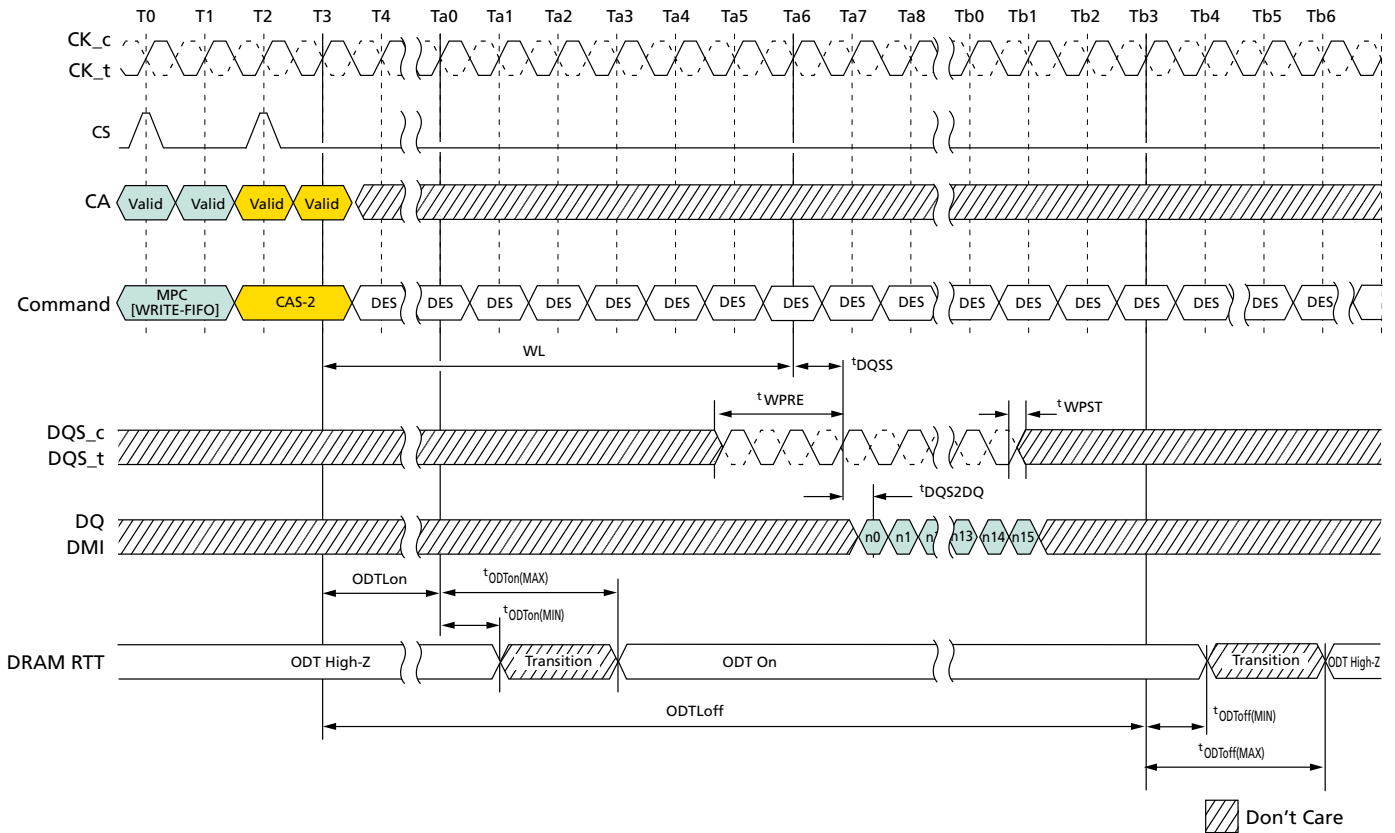 T0 T1 T2 T3 T4 Ta0 Ta1 Ta2 Ta3 Ta4 Ta5 Ta6 Ta7 Ta8 Tb0 Tb1 Tb2 Tb3 Tb4 Tb5 Tb6
CK_c
CK_t
CS
CA Valid Valid Valid Valid
Command MPC [WRITE-FIFO] CAS-2 DES DES DES DES DES DES DES DES DES DES DES DES DES DES DES DES DES
WL
tDQSS
tWPRE
tWPST
DQS_c
DQS_t
tDQS2DQ
DQ
DMI
n0 n1 n n13 n14 n15
ODTLon
tODTon(MAX)
tODTon(MIN)
DRAM RTT ODT High-Z Transition ODT On Transition ODT High-Z
ODTLoff
tODToff(MIN)
tODToff(MAX)
Don't Care